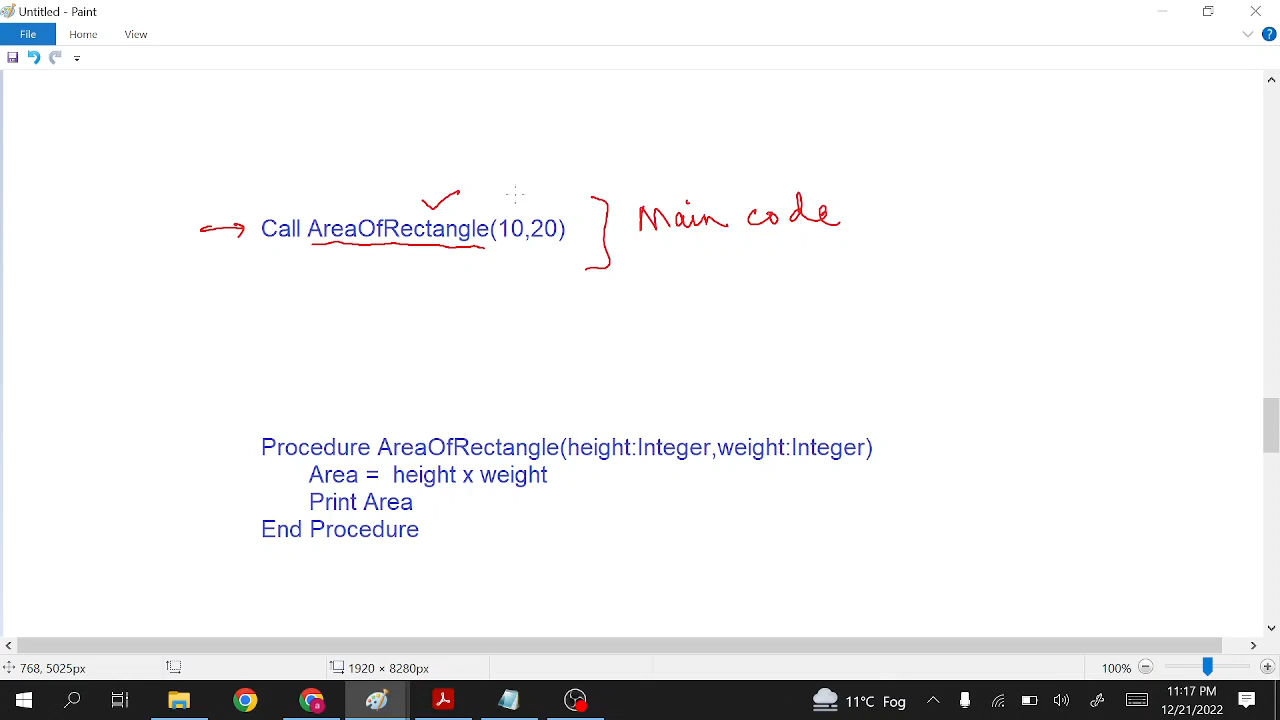 Untitled - Paint
File Home View
Call AreaOfRectangle(10,20) Main code
Procedure AreaOfRectangle(height:Integer,weight:Integer)
Area = height x weight
Print Area
End Procedure
768, 5025px 1920 × 8280px 100%
11°C Fog 11:17 PM
12/21/2022